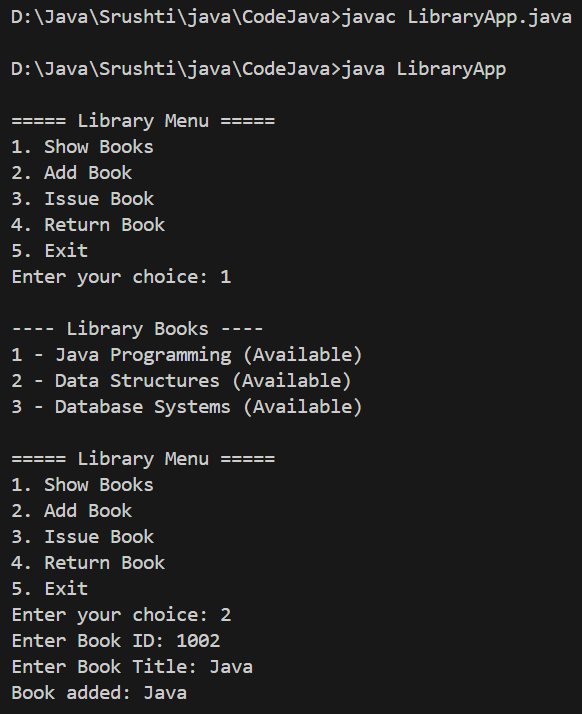 D:\Java\Srushti\java\CodeJava>javac LibraryApp.java
D:\Java\Srushti\java\CodeJava>java LibraryApp
===== Library Menu =====
1. Show Books
2. Add Book
3. Issue Book
4. Return Book
5. Exit
Enter your choice: 1
---- Library Books ----
1 - Java Programming (Available)
2 - Data Structures (Available)
3 - Database Systems (Available)
===== Library Menu =====
1. Show Books
2. Add Book
3. Issue Book
4. Return Book
5. Exit
Enter your choice: 2
Enter Book ID: 1002
Enter Book Title: Java
Book added: Java